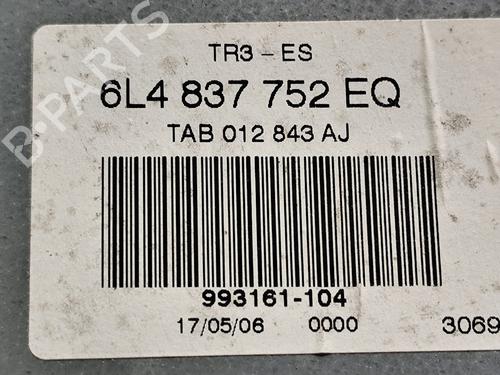 TR3 - ES
6L4 837 752 EQ
TAB 012 843 AJ
993161-104
17/05/06 0000 3069
B-PARTS